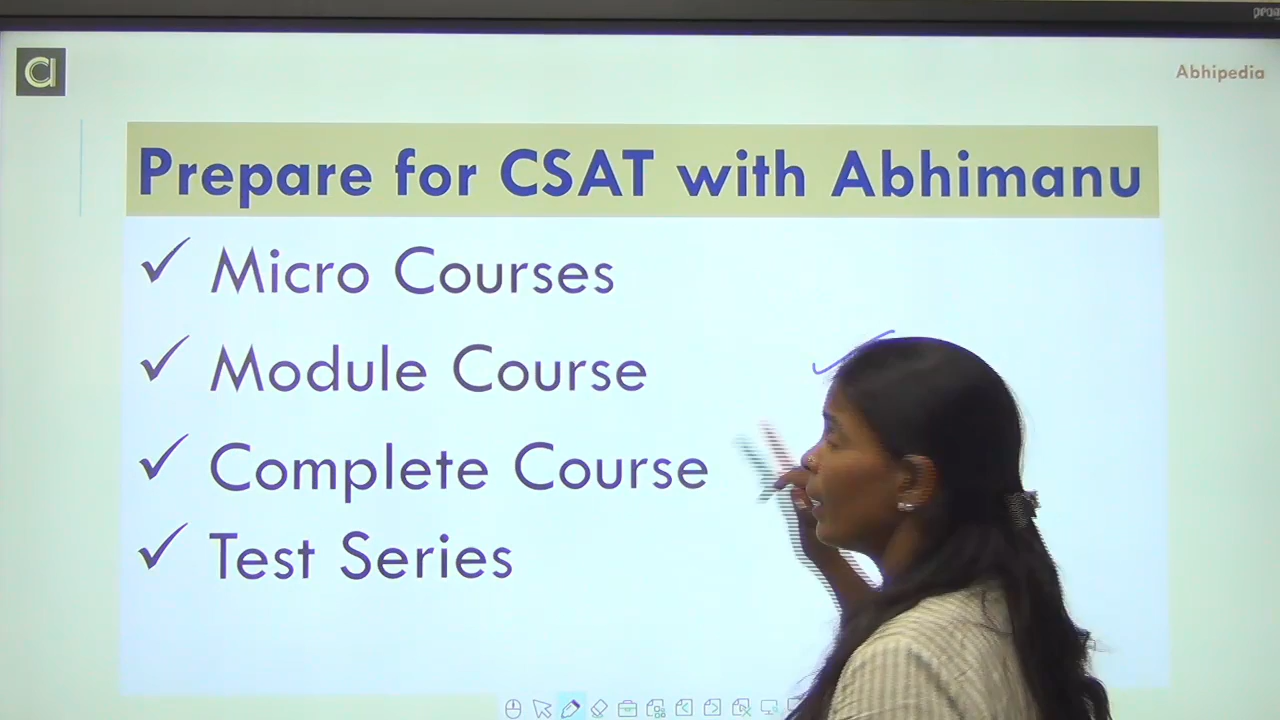 Abhipedia
Prepare for CSAT with Abhimanu
✓ Micro Courses
✓ Module Course
✓ Complete Course
✓ Test Series